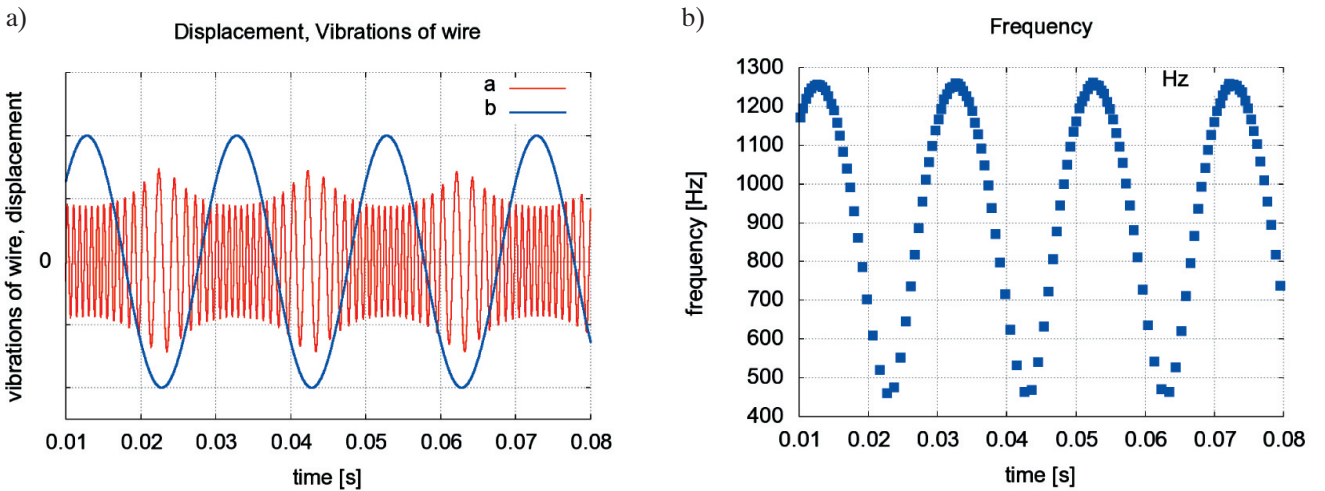 a)
Displacement, Vibrations of wire
vibrations of wire, displacement
a
b
0
0.01 0.02 0.03 0.04 0.05 0.06 0.07 0.08
time [s]
b)
Frequency
frequency [Hz]
Hz
1300
1200
1100
1000
900
800
700
600
500
400
0.01 0.02 0.03 0.04 0.05 0.06 0.07 0.08
time [s]